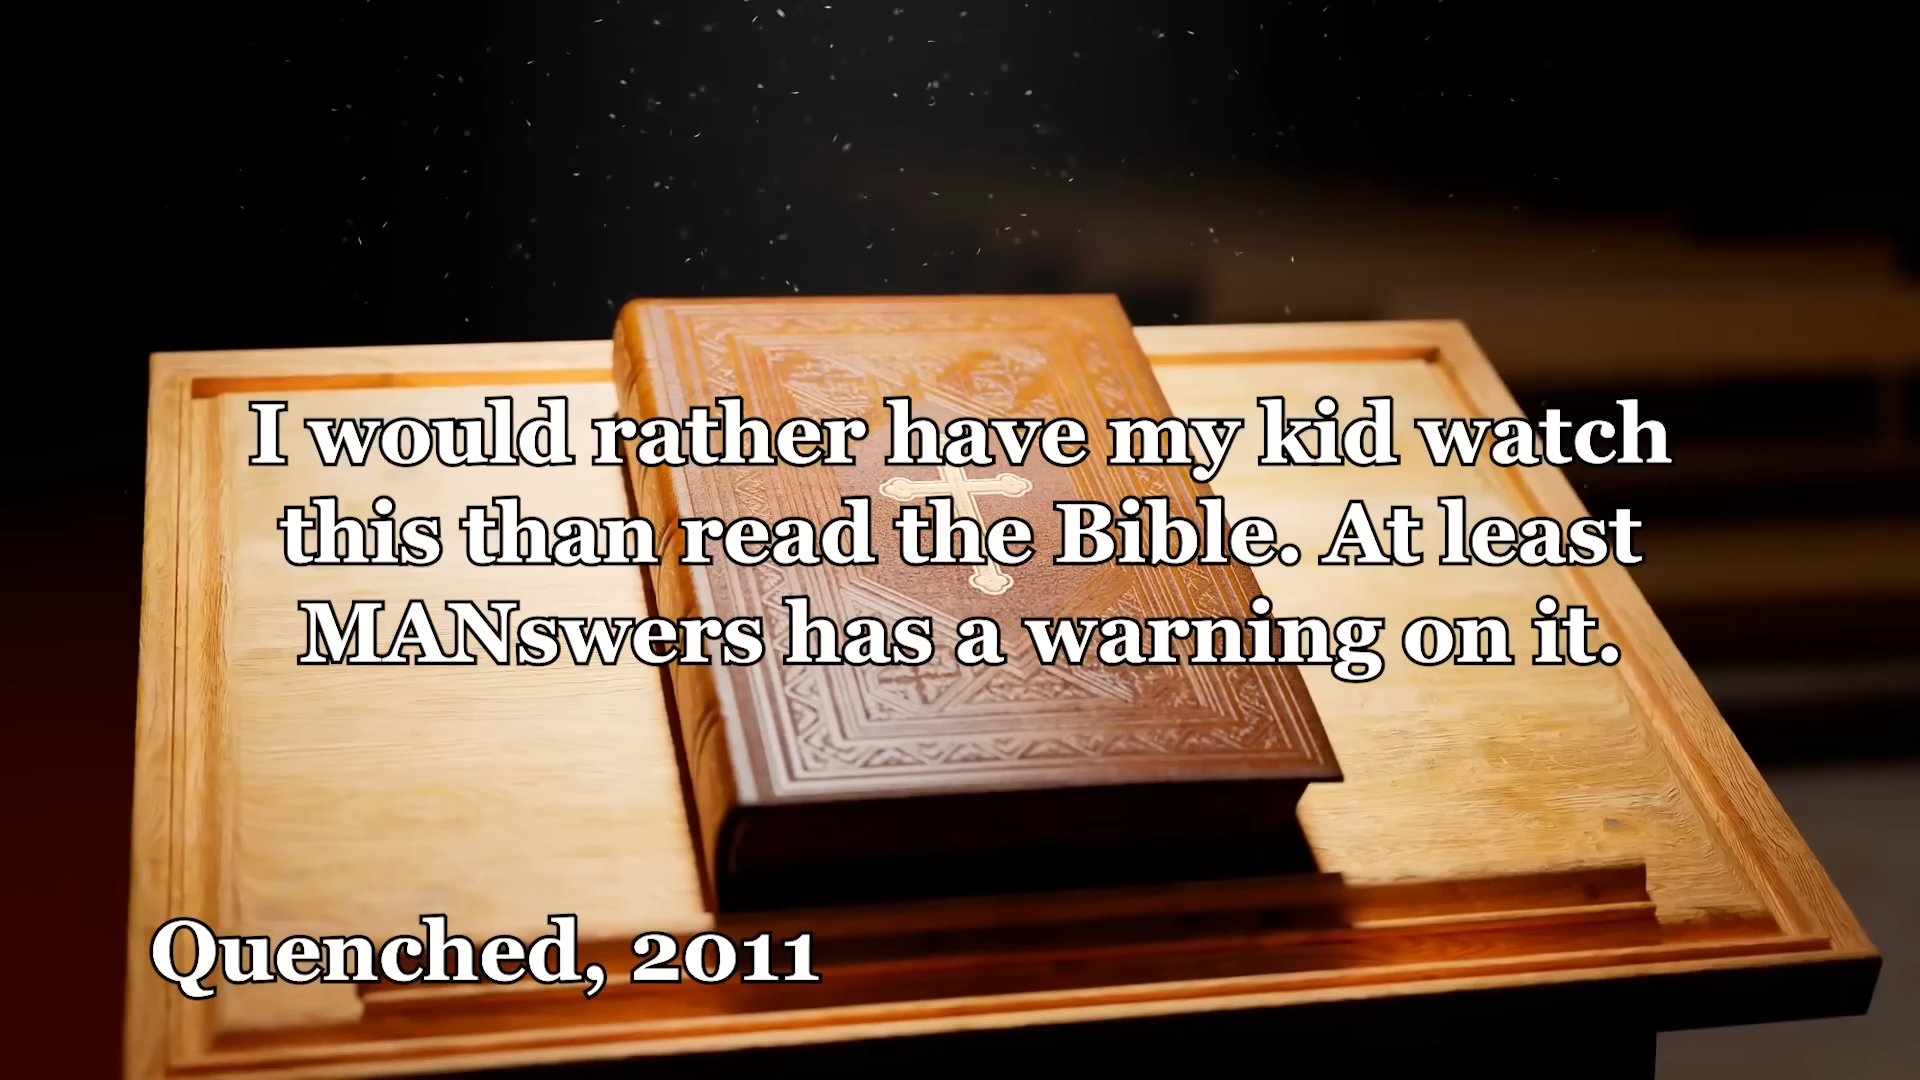 I would rather have my kid watch
this than read the Bible. At least
MANswers has a warning on it.
Quenched, 2011